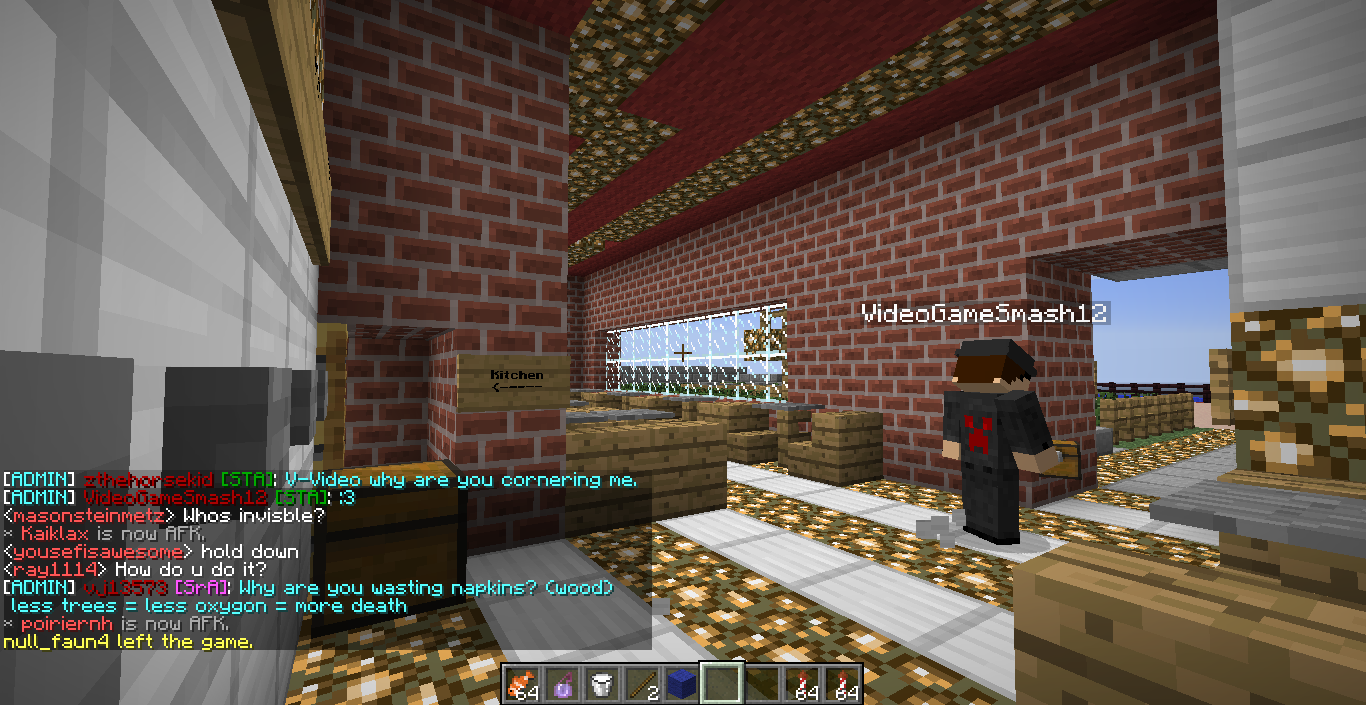 VideoGameSmash12
Kitchen
<-----
[ADMIN] zthehorsekid [STA]: V-Video why are you cornering me.
[ADMIN] VideoGameSmash12 [STA]: :3
<masonsteinmetz> Whos invisble?
* Kaiklax is now AFK.
<yousefisawesome> hold down
<ray1114> How do u do it?
[ADMIN] vj13573 [SrA]: Why are you wasting napkins? (wood)
less trees = less oxygon = more death
* poiriernh is now AFK.
null_faun4 left the game.
64 2 64 64